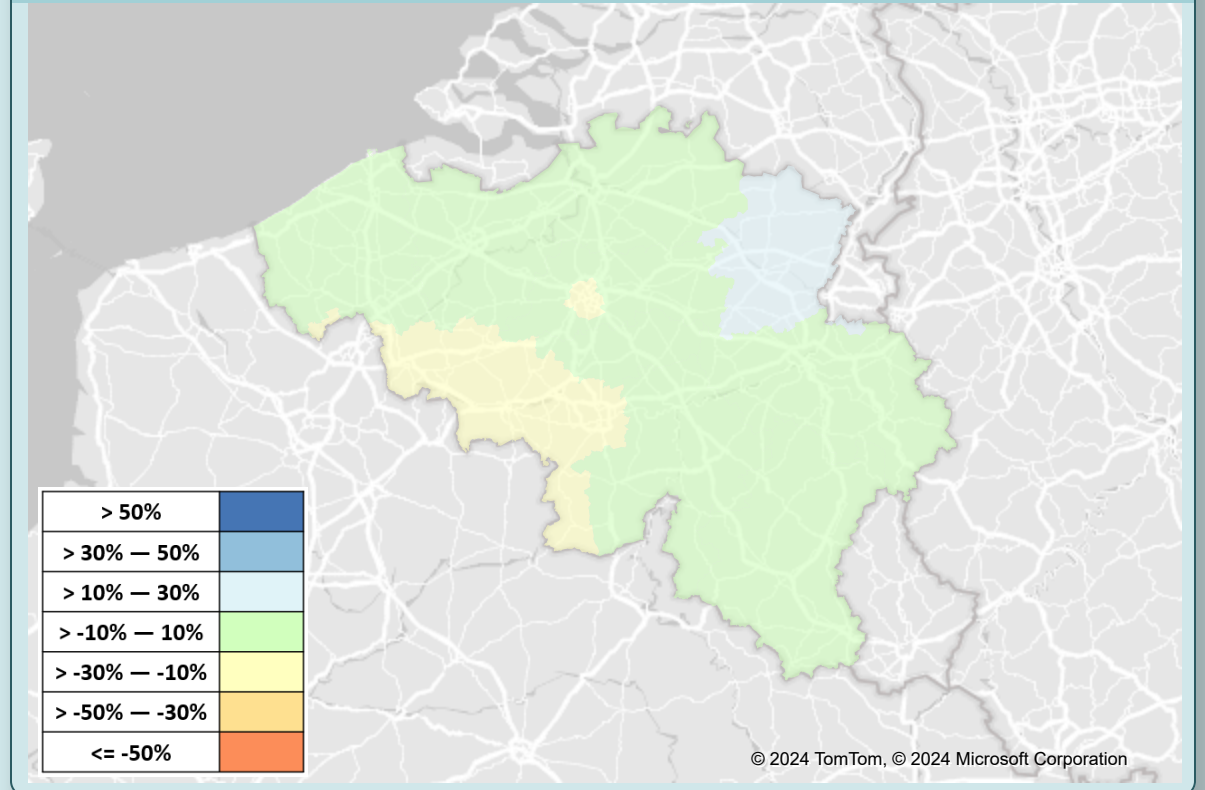 > 50%
> 30% — 50%
> 10% — 30%
> -10% — 10%
> -30% — -10%
> -50% — -30%
<= -50%
© 2024 TomTom, © 2024 Microsoft Corporation